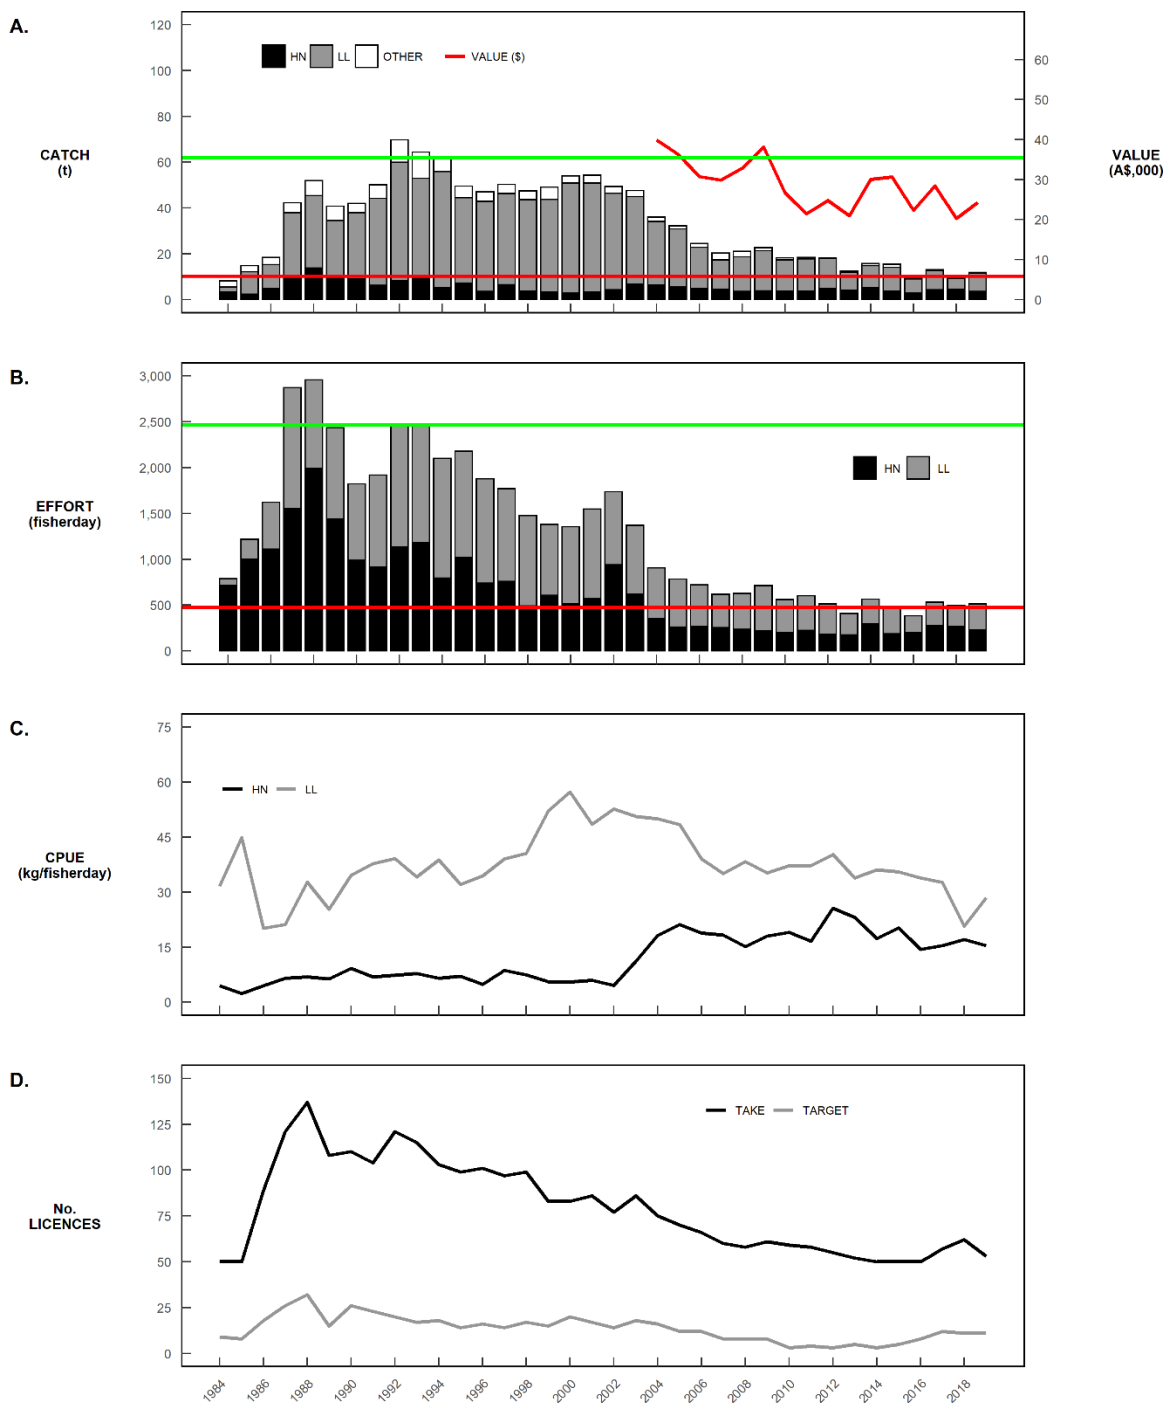 A.
CATCH
(t)
120
100
80
60
40
20
0
HN LL OTHER VALUE ($)
60
50
40
30
20
10
0
VALUE
(A$,000)
B.
EFFORT
(fisherday)
3,000
2,500
2,000
1,500
1,000
500
0
HN LL
C.
CPUE
(kg/fisherday)
75
60
45
30
15
0
HN LL
D.
No.
LICENCES
150
125
100
75
50
25
0
TAKE TARGET
1984 1986 1988 1990 1992 1994 1996 1998 2000 2002 2004 2006 2008 2010 2012 2014 2016 2018